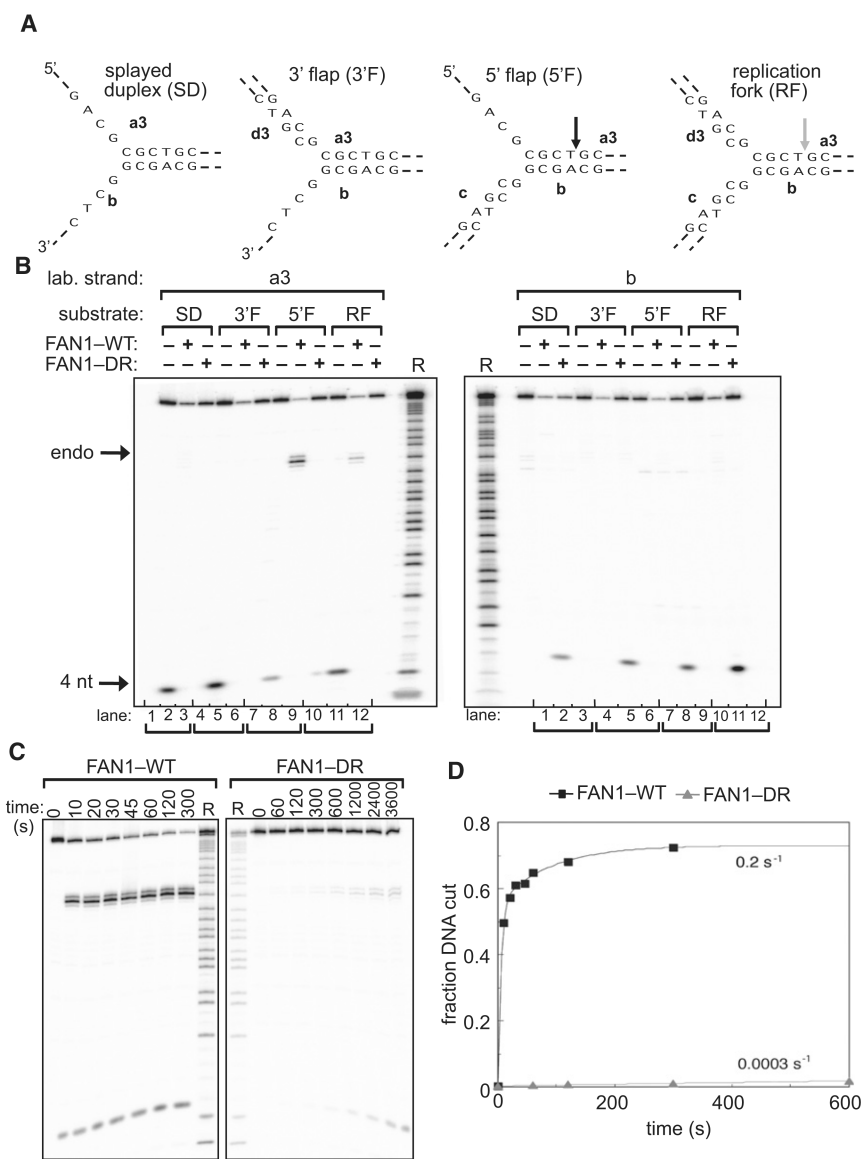 A
splayed
duplex (SD)
3' flap (3'F)
5' flap (5'F)
replication
fork (RF)
5'
G
A
C
G
a3
CGCTGC
GCGACG
G
b
C
T
C
3'
CG
TA
GC
CC
G
d3
a3
CGCTGC
GCGACG
G
b
C
T
C
3'
5'
G
A
C
G
a3
CGCTGC
GCGACG
b
c
CG
GC
AT
GC
CG
TA
GC
CC
G
d3
a3
CGCTGC
GCGACG
b
c
CG
GC
AT
GC
B
lab. strand: a3 b
substrate: SD 3'F 5'F RF SD 3'F 5'F RF
FAN1–WT: – + – – + – – + – – + – – + – – + – – + – – + –
FAN1–DR: – – + – – + – – + – – + R R – – + – – + – – + – – +
endo
4 nt
lane: 1 2 3 4 5 6 7 8 9 10 11 12 lane: 1 2 3 4 5 6 7 8 9 10 11 12
C
FAN1–WT FAN1–DR
time: 0 10 20 30 45 60 120 300 R R 0 60 120 300 600 1200 2400 3600
(s)
D
FAN1–WT FAN1–DR
0.8
0.6
0.4
0.2
0
fraction DNA cut
0.2 s-1
0.0003 s-1
0 200 400 600
time (s)